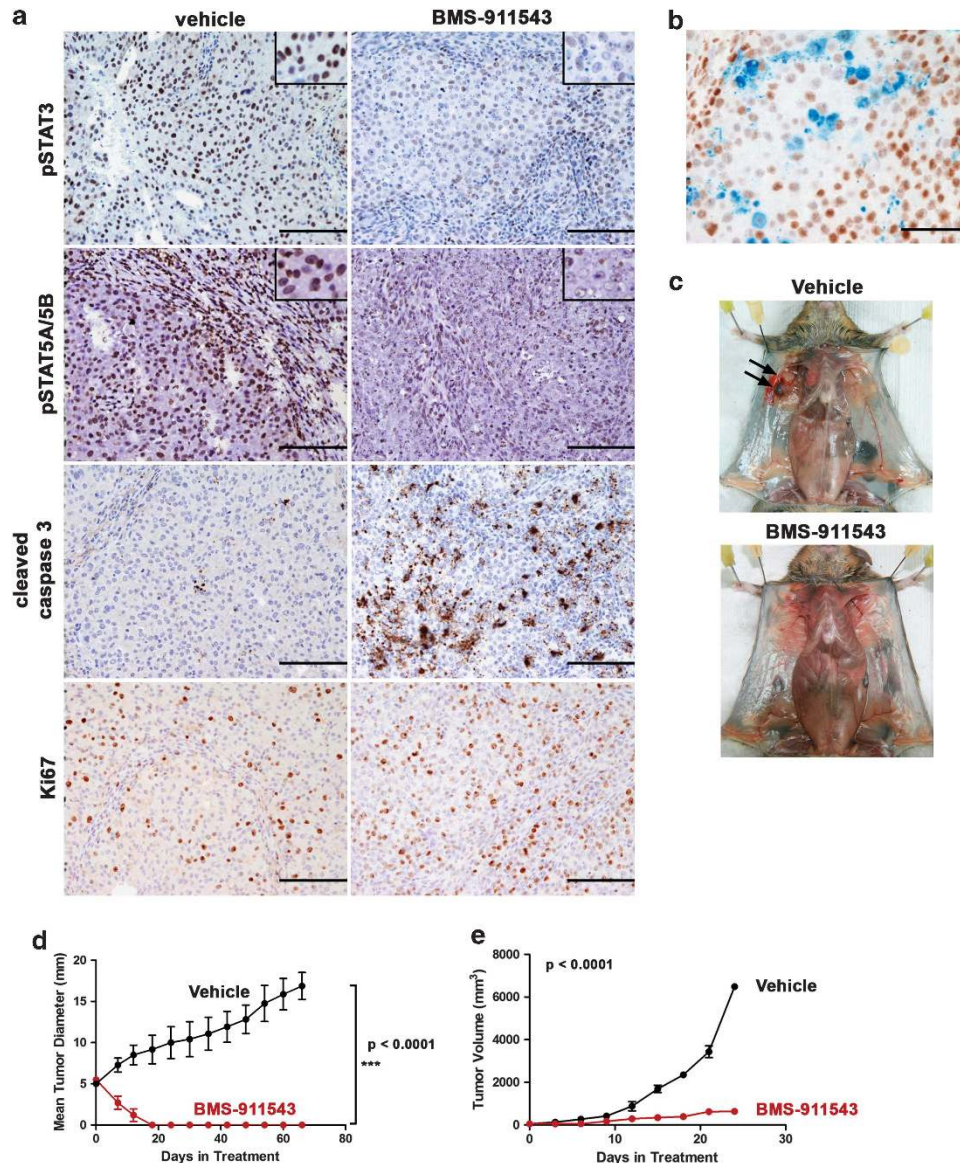 a
vehicle
BMS-911543
pSTAT3
pSTAT5A/5B
cleaved
caspase 3
Ki67
b
c
Vehicle
BMS-911543
d
Mean Tumor Diameter (mm)
20
15
10
5
0
0 20 40 60 80
Days in Treatment
Vehicle
BMS-911543
p < 0.0001
***
e
Tumor Volume (mm³)
8000
6000
4000
2000
0
0 10 20 30
Days in Treatment
p < 0.0001
Vehicle
BMS-911543